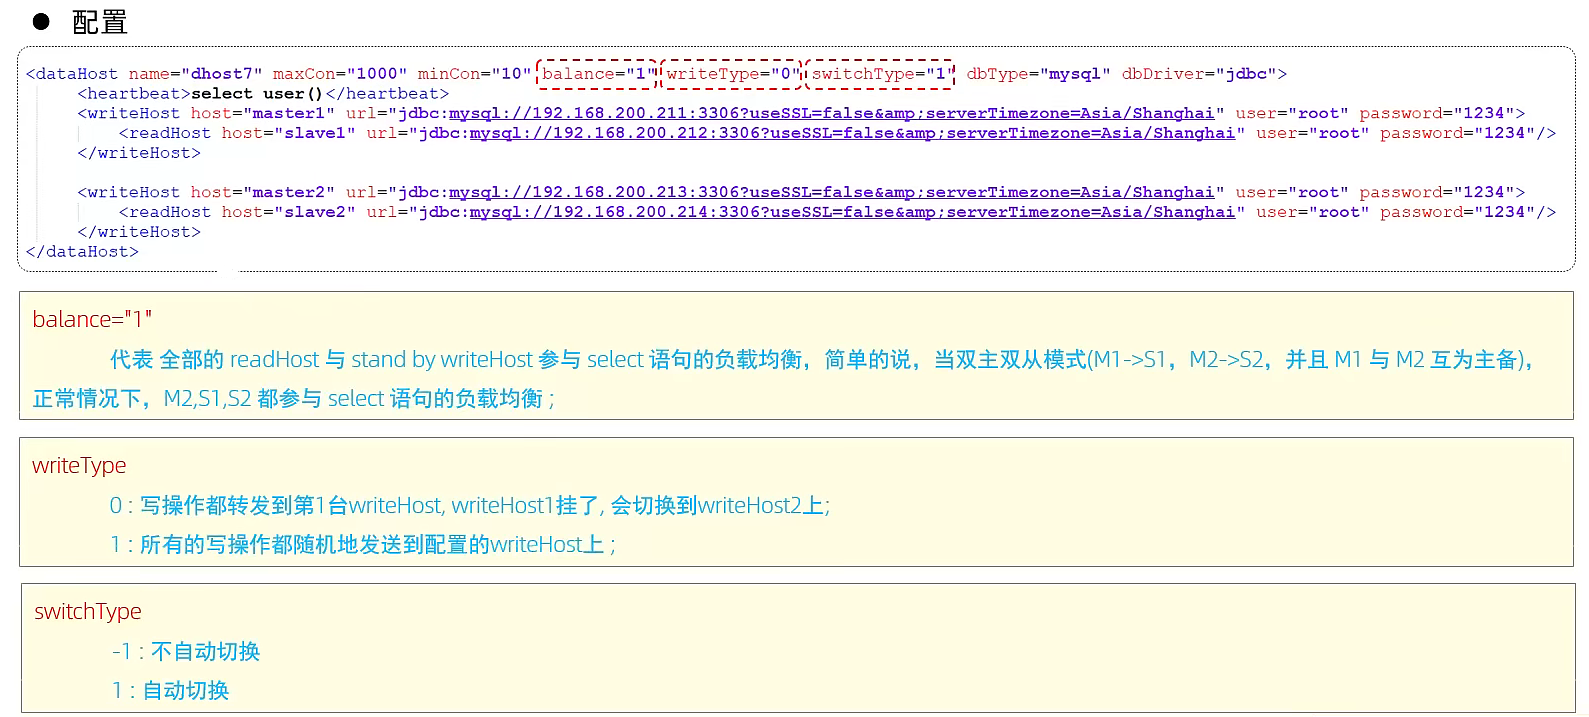 ● 配置
<dataHost name="dhost7" maxCon="1000" minCon="10" balance="1" writeType="0" switchType="1" dbType="mysql" dbDriver="jdbc">
<heartbeat>select user()</heartbeat>
<writeHost host="master1" url="jdbc:mysql://192.168.200.211:3306?useSSL=false&amp;serverTimezone=Asia/Shanghai" user="root" password="1234">
<readHost host="slave1" url="jdbc:mysql://192.168.200.212:3306?useSSL=false&amp;serverTimezone=Asia/Shanghai" user="root" password="1234"/>
</writeHost>
<writeHost host="master2" url="jdbc:mysql://192.168.200.213:3306?useSSL=false&amp;serverTimezone=Asia/Shanghai" user="root" password="1234">
<readHost host="slave2" url="jdbc:mysql://192.168.200.214:3306?useSSL=false&amp;serverTimezone=Asia/Shanghai" user="root" password="1234"/>
</writeHost>
</dataHost>
balance="1"
代表 全部的 readHost 与 stand by writeHost 参与 select 语句的负载均衡，简单的说，当双主双从模式(M1->S1，M2->S2，并且 M1 与 M2 互为主备)，
正常情况下，M2,S1,S2 都参与 select 语句的负载均衡 ;
writeType
0 : 写操作都转发到第1台writeHost, writeHost1挂了, 会切换到writeHost2上;
1 : 所有的写操作都随机地发送到配置的writeHost上 ;
switchType
-1 : 不自动切换
1 : 自动切换